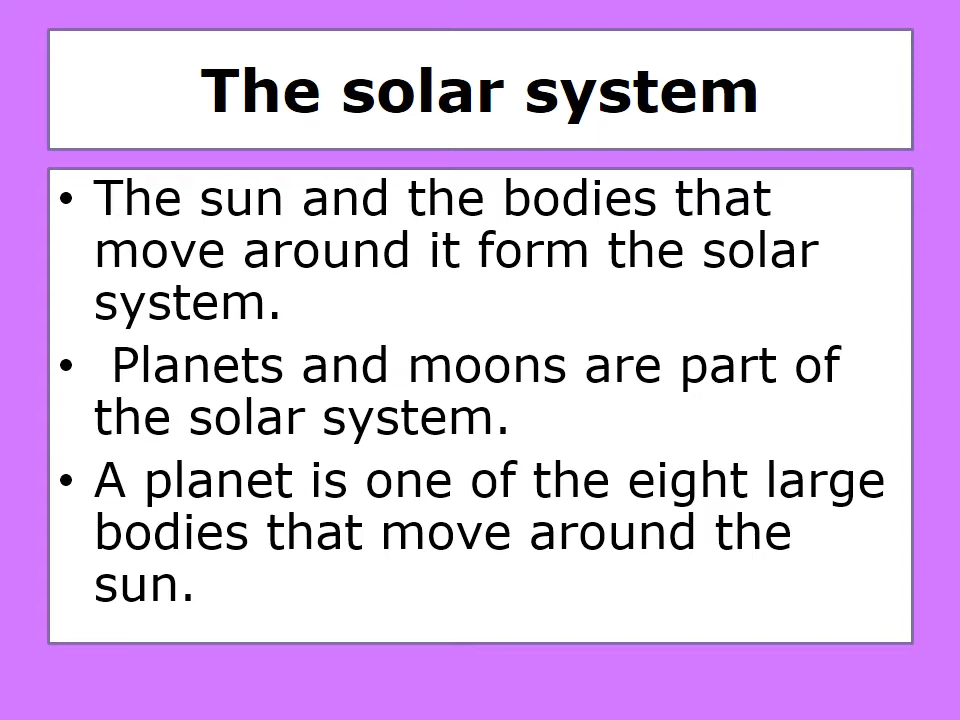 The solar system
• The sun and the bodies that
move around it form the solar
system.
• Planets and moons are part of
the solar system.
• A planet is one of the eight large
bodies that move around the
sun.